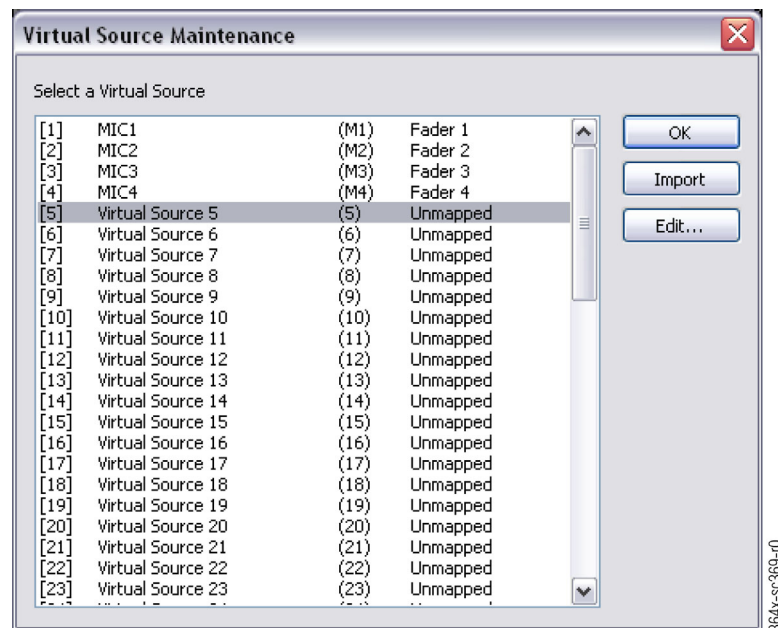 Virtual Source Maintenance
Select a Virtual Source
[1] MIC1 (M1) Fader 1
[2] MIC2 (M2) Fader 2
[3] MIC3 (M3) Fader 3
[4] MIC4 (M4) Fader 4
[5] Virtual Source 5 (5) Unmapped
[6] Virtual Source 6 (6) Unmapped
[7] Virtual Source 7 (7) Unmapped
[8] Virtual Source 8 (8) Unmapped
[9] Virtual Source 9 (9) Unmapped
[10] Virtual Source 10 (10) Unmapped
[11] Virtual Source 11 (11) Unmapped
[12] Virtual Source 12 (12) Unmapped
[13] Virtual Source 13 (13) Unmapped
[14] Virtual Source 14 (14) Unmapped
[15] Virtual Source 15 (15) Unmapped
[16] Virtual Source 16 (16) Unmapped
[17] Virtual Source 17 (17) Unmapped
[18] Virtual Source 18 (18) Unmapped
[19] Virtual Source 19 (19) Unmapped
[20] Virtual Source 20 (20) Unmapped
[21] Virtual Source 21 (21) Unmapped
[22] Virtual Source 22 (22) Unmapped
[23] Virtual Source 23 (23) Unmapped
OK
Import
Edit...